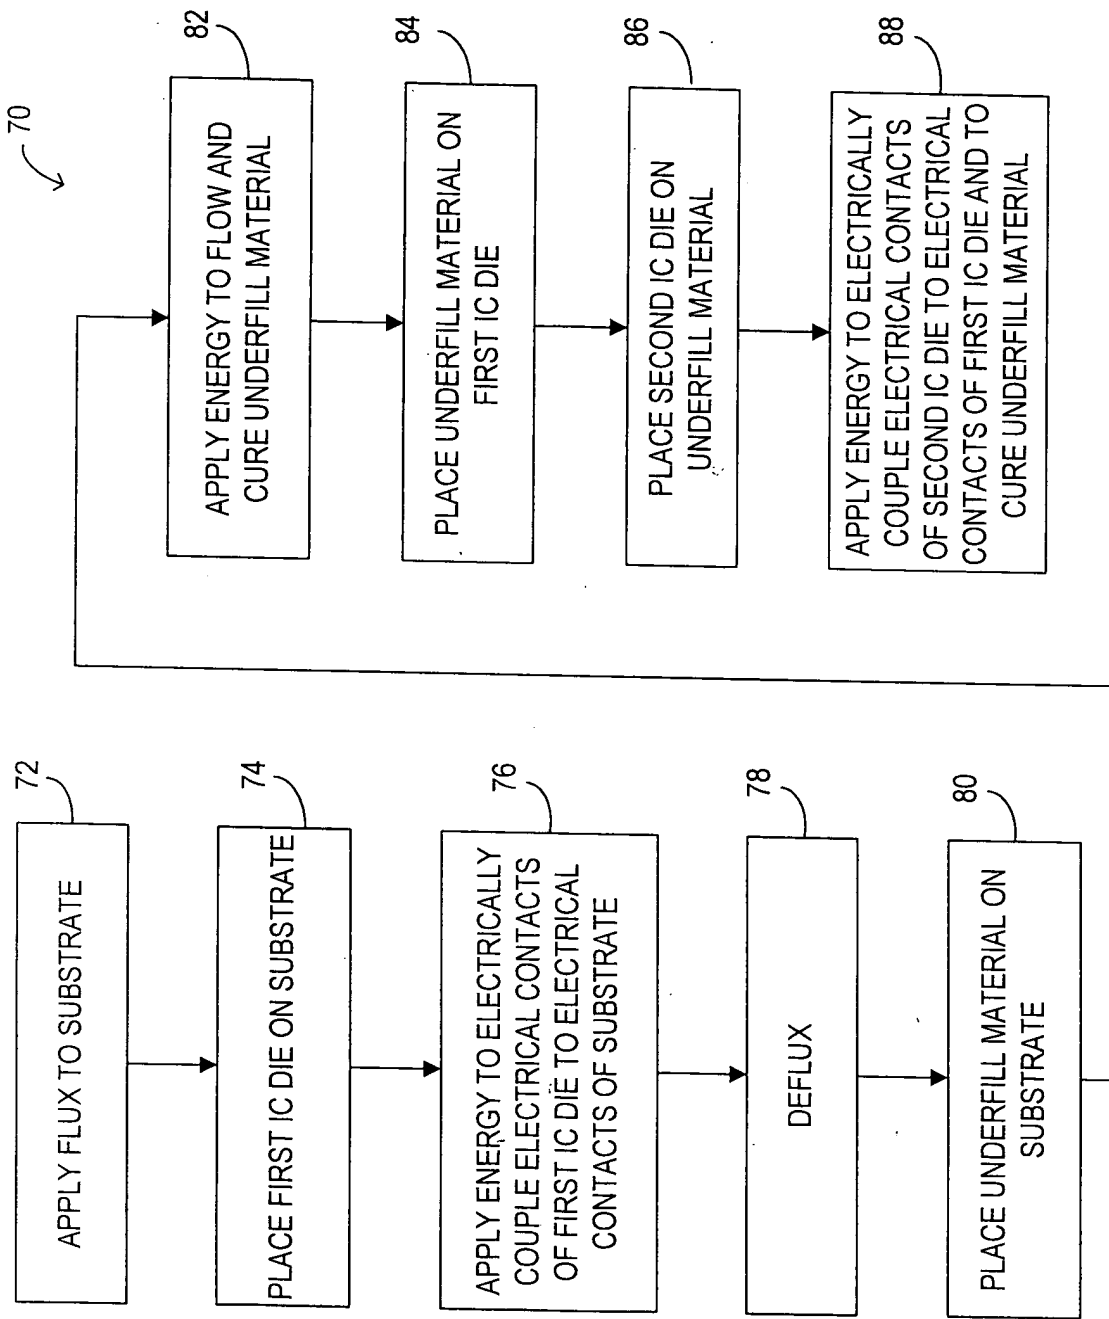 70
72
APPLY FLUX TO SUBSTRATE
74
PLACE FIRST IC DIE ON SUBSTRATE
76
APPLY ENERGY TO ELECTRICALLY
COUPLE ELECTRICAL CONTACTS
OF FIRST IC DIE TO ELECTRICAL
CONTACTS OF SUBSTRATE
78
DEFLUX
80
PLACE UNDERFILL MATERIAL ON
SUBSTRATE
82
APPLY ENERGY TO FLOW AND
CURE UNDERFILL MATERIAL
84
PLACE UNDERFILL MATERIAL ON
FIRST IC DIE
86
PLACE SECOND IC DIE ON
UNDERFILL MATERIAL
88
APPLY ENERGY TO ELECTRICALLY
COUPLE ELECTRICAL CONTACTS
OF SECOND IC DIE TO ELECTRICAL
CONTACTS OF FIRST IC DIE AND TO
CURE UNDERFILL MATERIAL